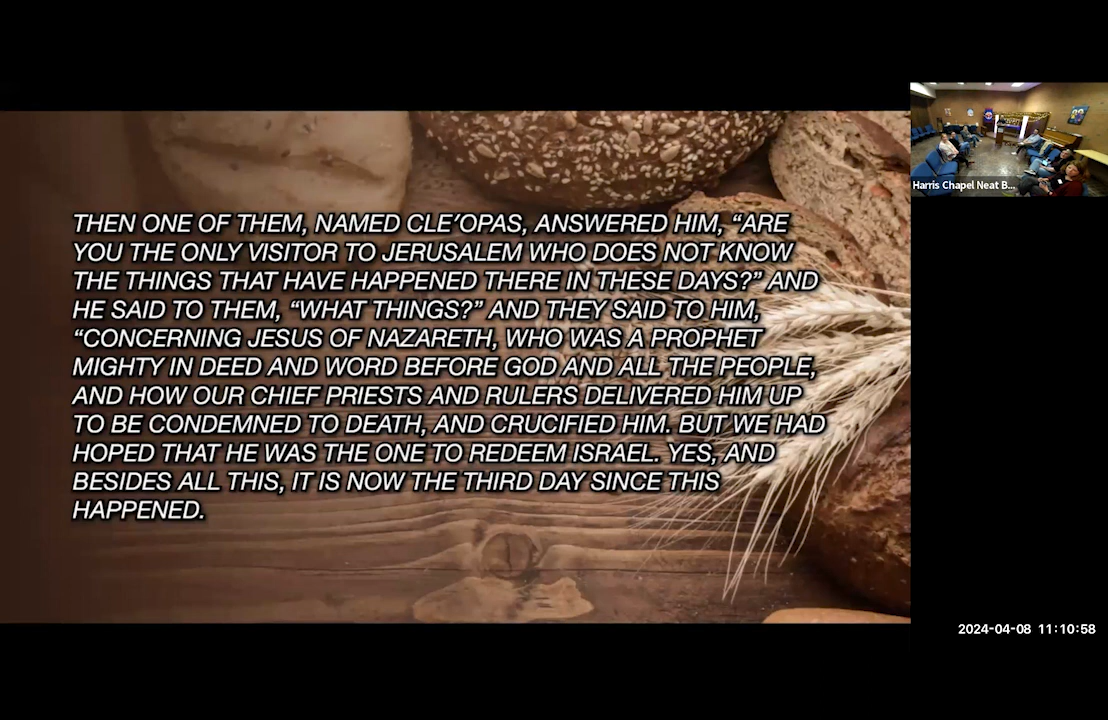 THEN ONE OF THEM, NAMED CLE′OPAS, ANSWERED HIM, “ARE
YOU THE ONLY VISITOR TO JERUSALEM WHO DOES NOT KNOW
THE THINGS THAT HAVE HAPPENED THERE IN THESE DAYS?” AND
HE SAID TO THEM, “WHAT THINGS?” AND THEY SAID TO HIM,
“CONCERNING JESUS OF NAZARETH, WHO WAS A PROPHET
MIGHTY IN DEED AND WORD BEFORE GOD AND ALL THE PEOPLE,
AND HOW OUR CHIEF PRIESTS AND RULERS DELIVERED HIM UP
TO BE CONDEMNED TO DEATH, AND CRUCIFIED HIM. BUT WE HAD
HOPED THAT HE WAS THE ONE TO REDEEM ISRAEL. YES, AND
BESIDES ALL THIS, IT IS NOW THE THIRD DAY SINCE THIS
HAPPENED.
Harris Chapel Neat B...
2024-04-08 11:10:58